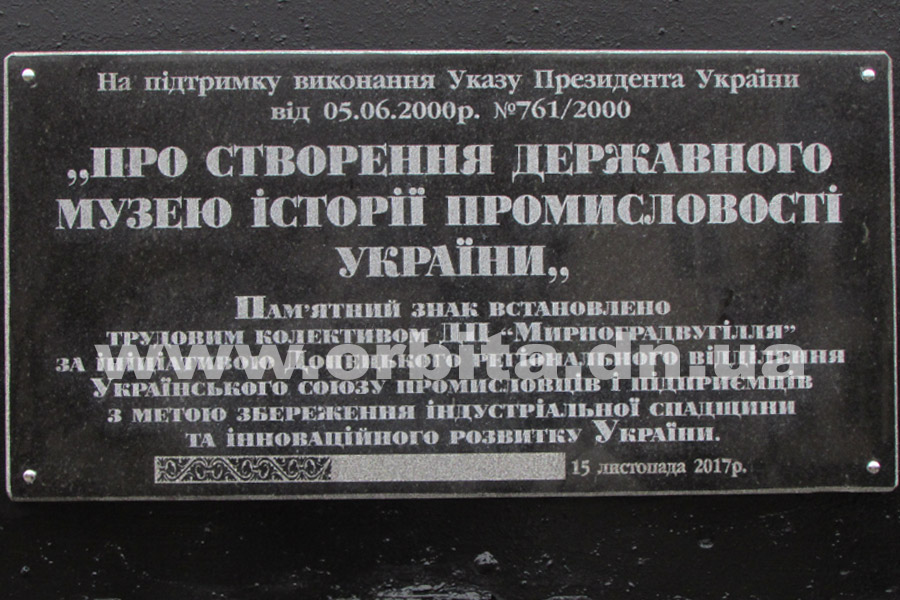 На підтримку виконання Указу Президента України
від 05.06.2000р. №761/2000
„ПРО СТВОРЕННЯ ДЕРЖАВНОГО
МУЗЕЮ ІСТОРІЇ ПРОМИСЛОВОСТІ
УКРАЇНИ„
Пам'ятний знак встановлено
трудовим колективом ДП “Мирноградвугілля”
за ініціативою Донецького регіонального відділення
Українського союзу промисловців і підприємців
з метою збереження індустріальної спадщини
та інноваційного розвитку України.
15 листопада 2017р.
www.orbita.dn.ua